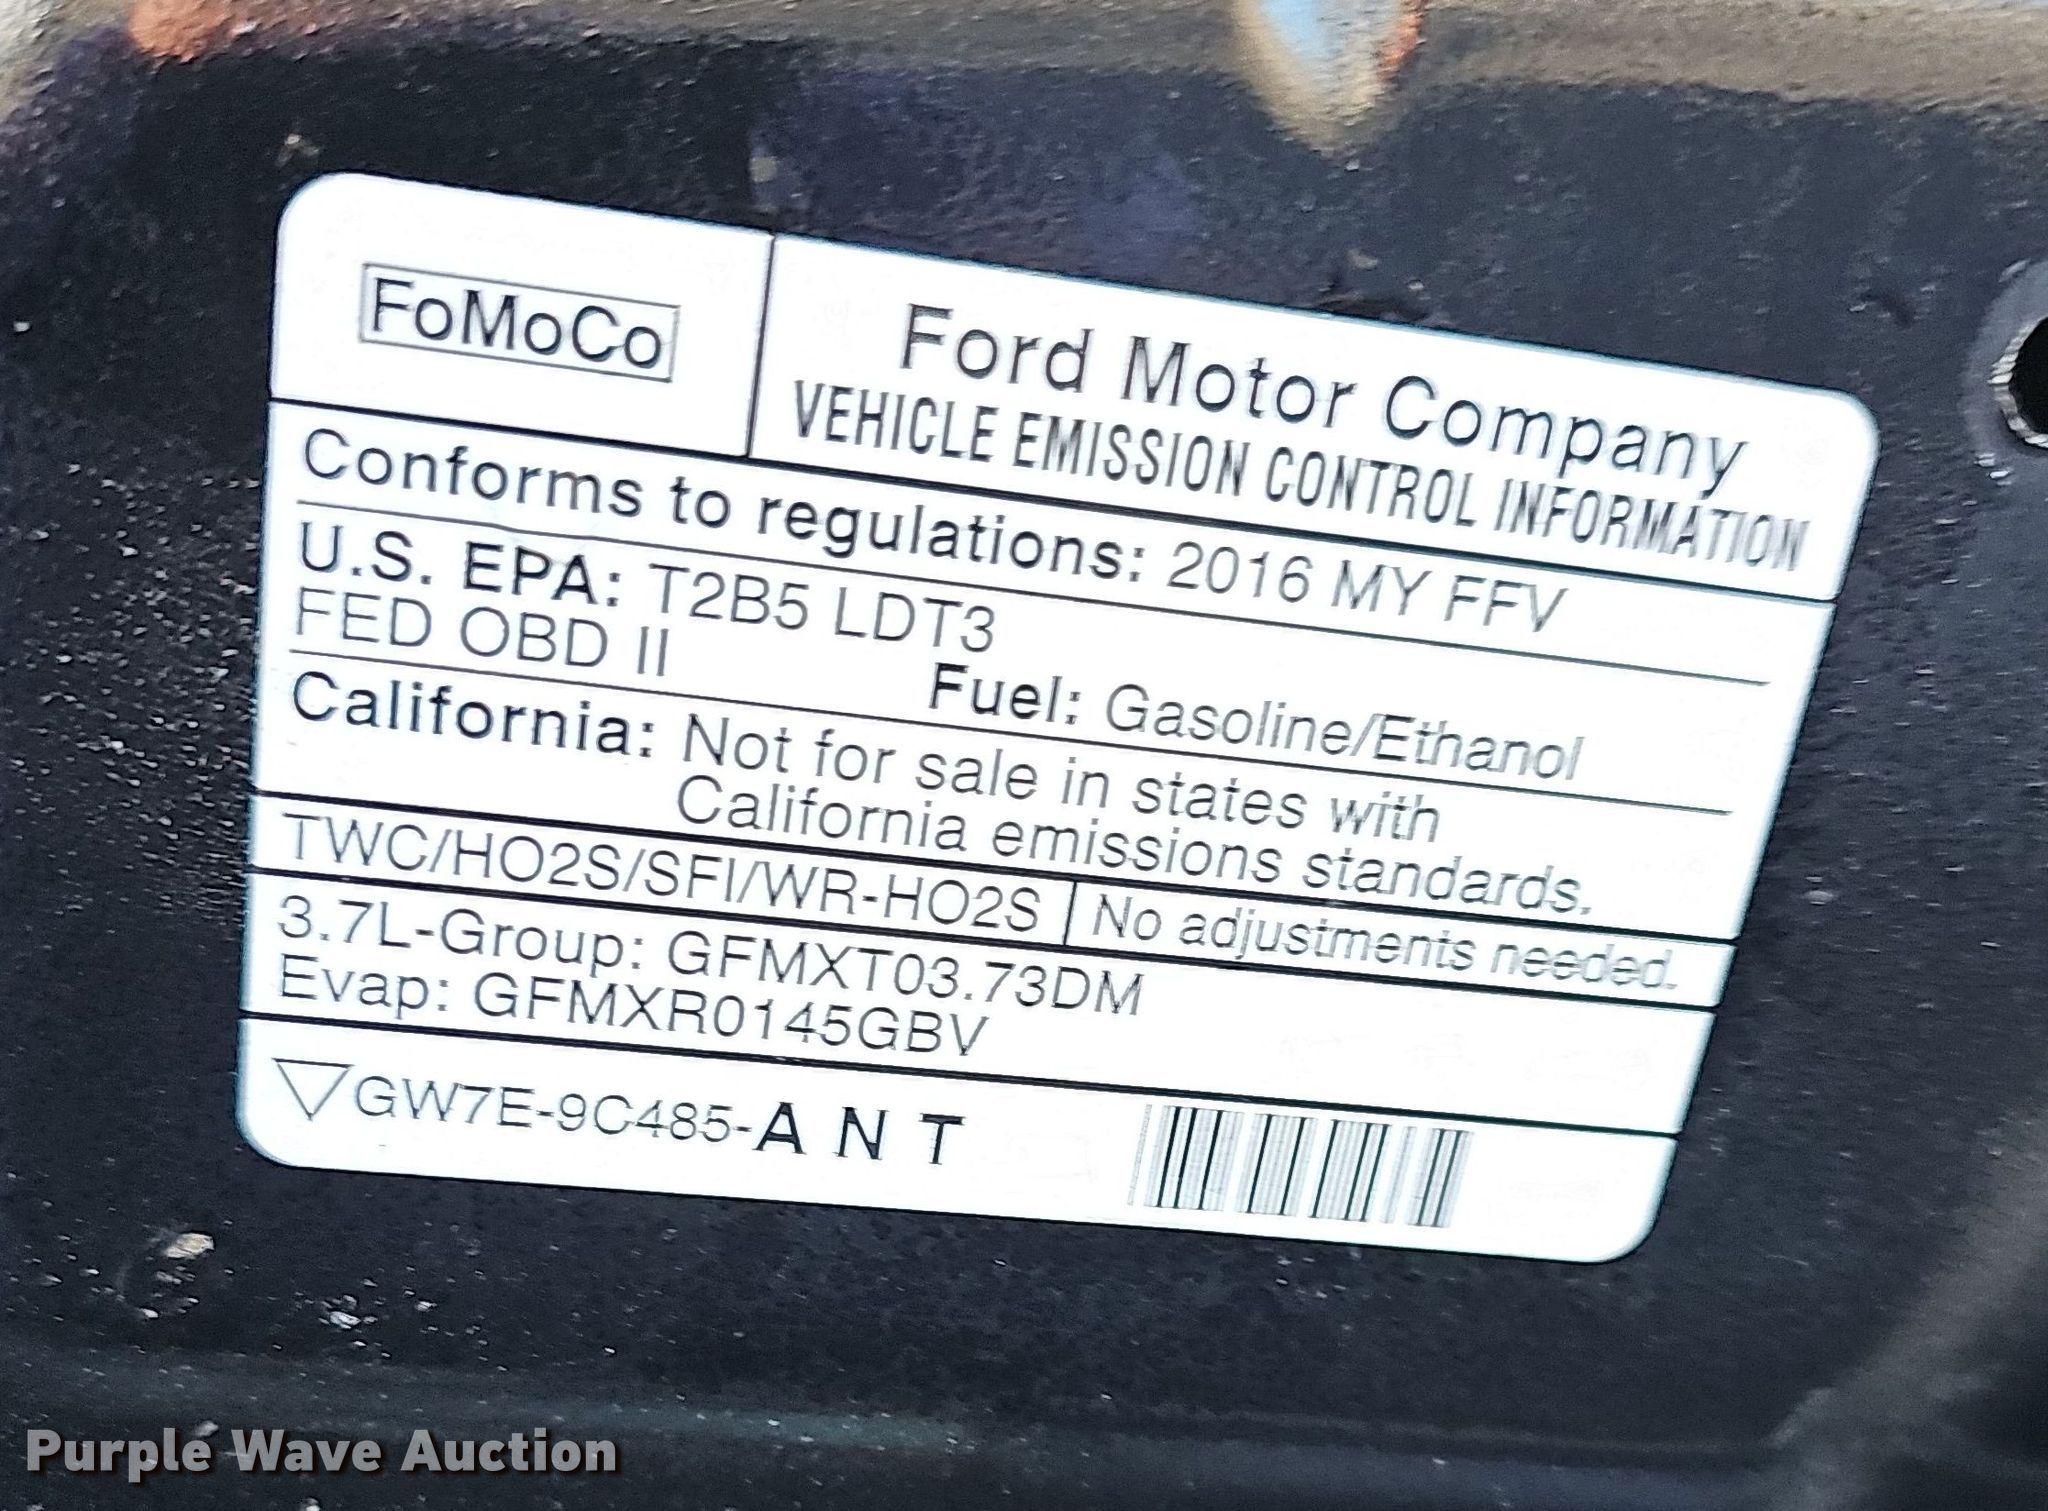 FoMoCo
Ford Motor Company
VEHICLE EMISSION CONTROL INFORMATION
Conforms to regulations: 2016 MY FFV
U.S. EPA: T2B5 LDT3
FED OBD II Fuel: Gasoline/Ethanol
California: Not for sale in states with
California emissions standards.
TWC/HO2S/SFI/WR-HO2S No adjustments needed.
3.7L-Group: GFMXT03.73DM
Evap: GFMXR0145GBV
GW7E-9C485-A N T
Purple Wave Auction